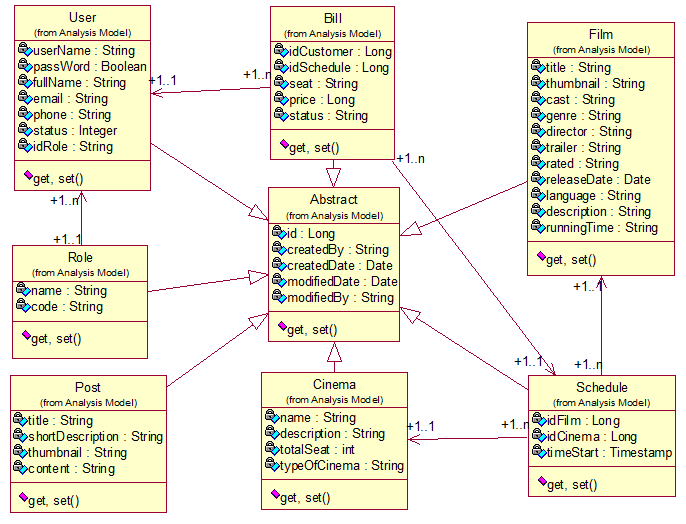 User
(from Analysis Model)
userName : String
passWord : Boolean
fullName : String
email : String
phone : String
status : Integer
idRole : String
get, set()
Bill
(from Analysis Model)
idCustomer : Long
idSchedule : Long
seat : String
price : Long
status : String
get, set()
Film
(from Analysis Model)
title : String
thumbnail : String
cast : String
genre : String
director : String
trailer : String
rated : String
releaseDate : Date
language : String
description : String
runningTime : String
get, set()
+1..1
+1..n
+1..n
+1..1
+1..n
+1..1
Abstract
(from Analysis Model)
id : Long
createdBy : String
createdDate : Date
modifiedDate : Date
modifiedBy : String
get, set()
Role
(from Analysis Model)
name : String
code : String
get, set()
+1..1
+1..n
Post
(from Analysis Model)
title : String
shortDescription : String
thumbnail : String
content : String
get, set()
Cinema
(from Analysis Model)
name : String
description : String
totalSeat : int
typeOfCinema : String
get, set()
+1..1
+1..n
Schedule
(from Analysis Model)
idFilm : Long
idCinema : Long
timeStart : Timestamp
get, set()